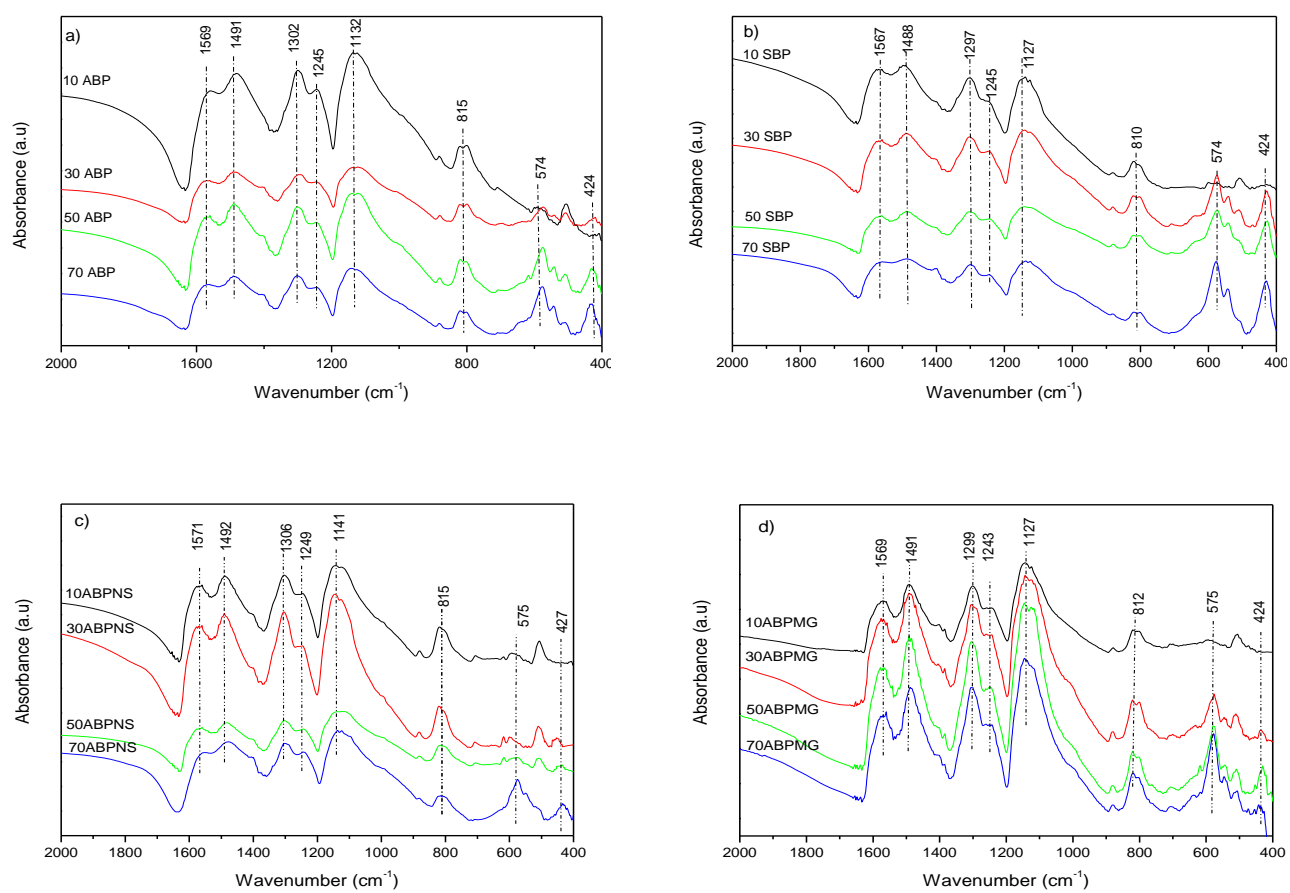 a)
1569
1491
1302
1245
1132
815
574
424
10 ABP
30 ABP
50 ABP
70 ABP
Absorbance (a.u)
2000 1600 1200 800 400
Wavenumber (cm-1)
b)
1567
1488
1297
1245
1127
810
574
424
10 SBP
30 SBP
50 SBP
70 SBP
Absorbance (a.u)
2000 1800 1600 1400 1200 1000 800 600 400
Wavenumber (cm-1)
c)
1571
1492
1306
1249
1141
815
575
427
10ABPNS
30ABPNS
50ABPNS
70ABPNS
Absorbance (a.u)
2000 1800 1600 1400 1200 1000 800 600 400
Wavenumber (cm-1)
d)
1569
1491
1299
1243
1127
812
575
424
10ABPMG
30ABPMG
50ABPMG
70ABPMG
Absorbance (a.u)
2000 1800 1600 1400 1200 1000 800 600 400
Wavenumber (cm-1)